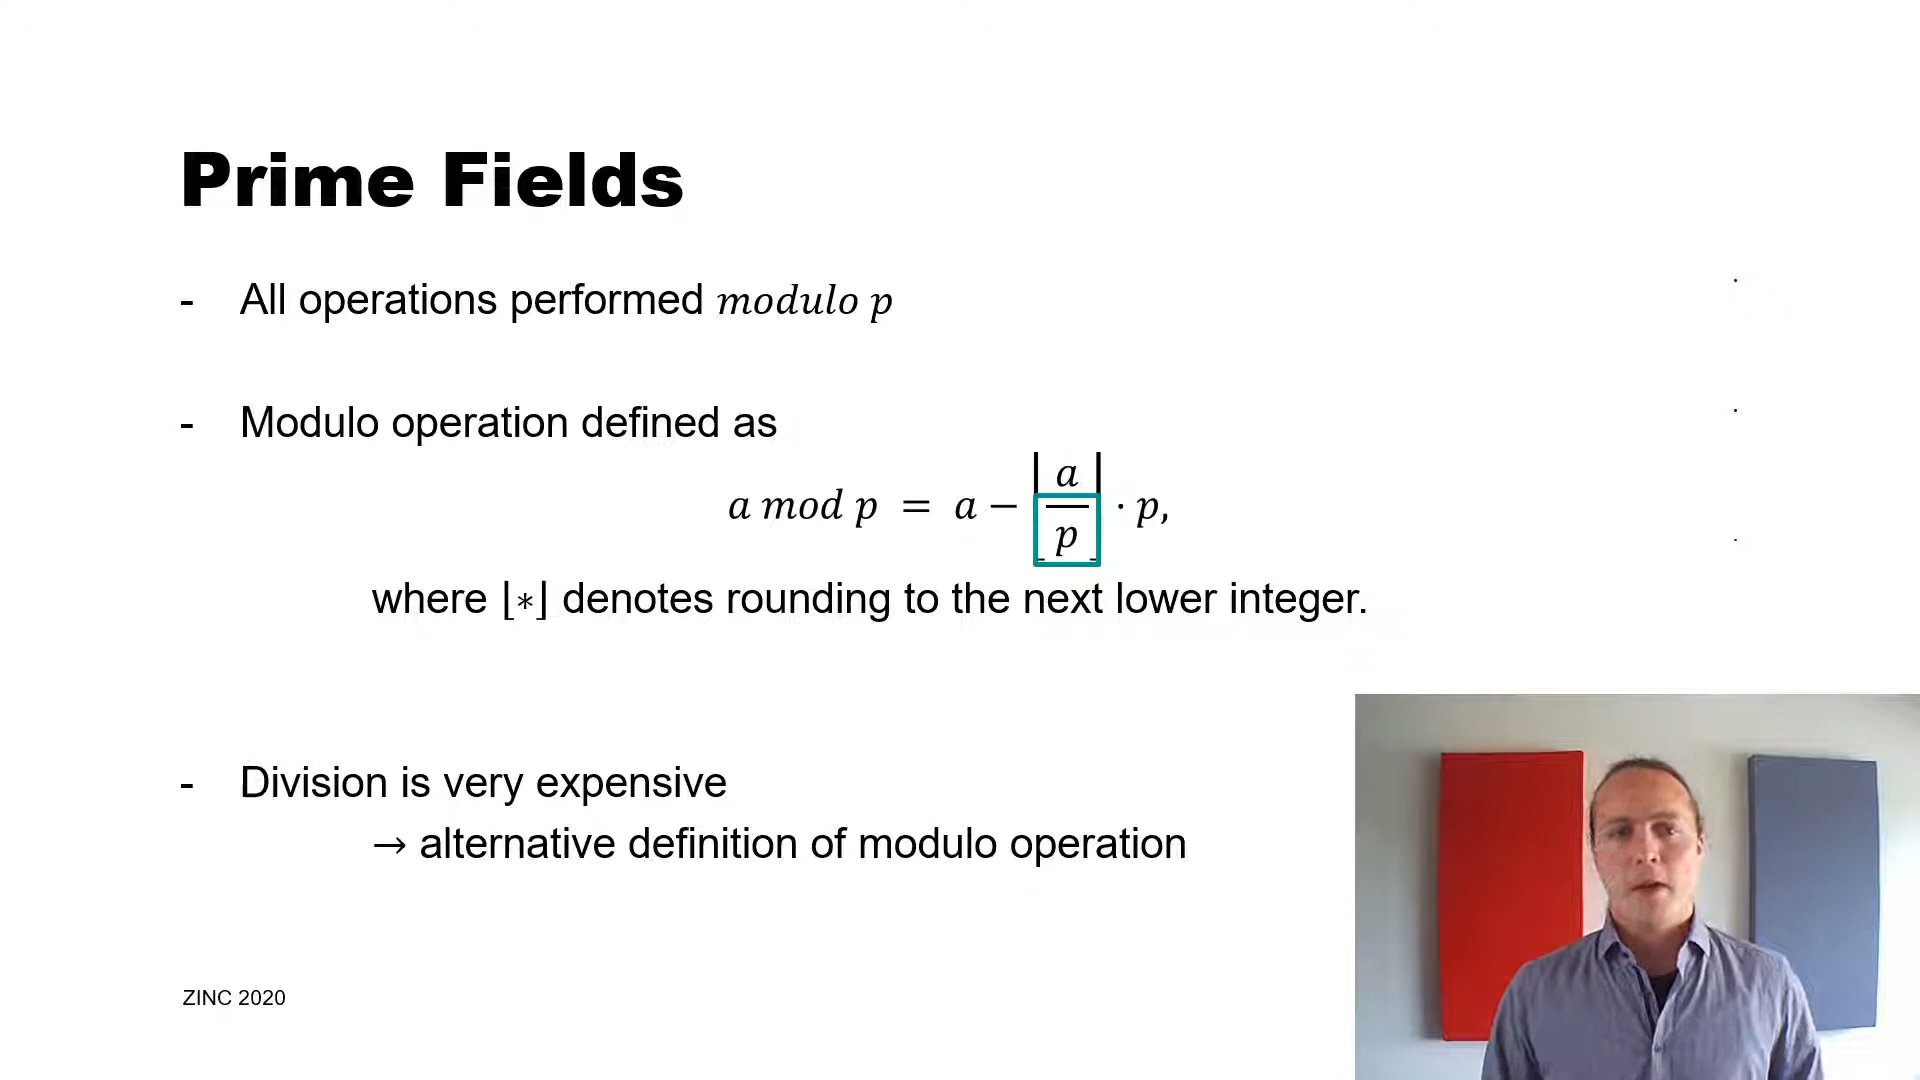 Prime Fields
- All operations performed modulo p
- Modulo operation defined as
a mod p = a − ⌊a/p⌋ · p,
where ⌊∗⌋ denotes rounding to the next lower integer.
- Division is very expensive
→ alternative definition of modulo operation
ZINC 2020